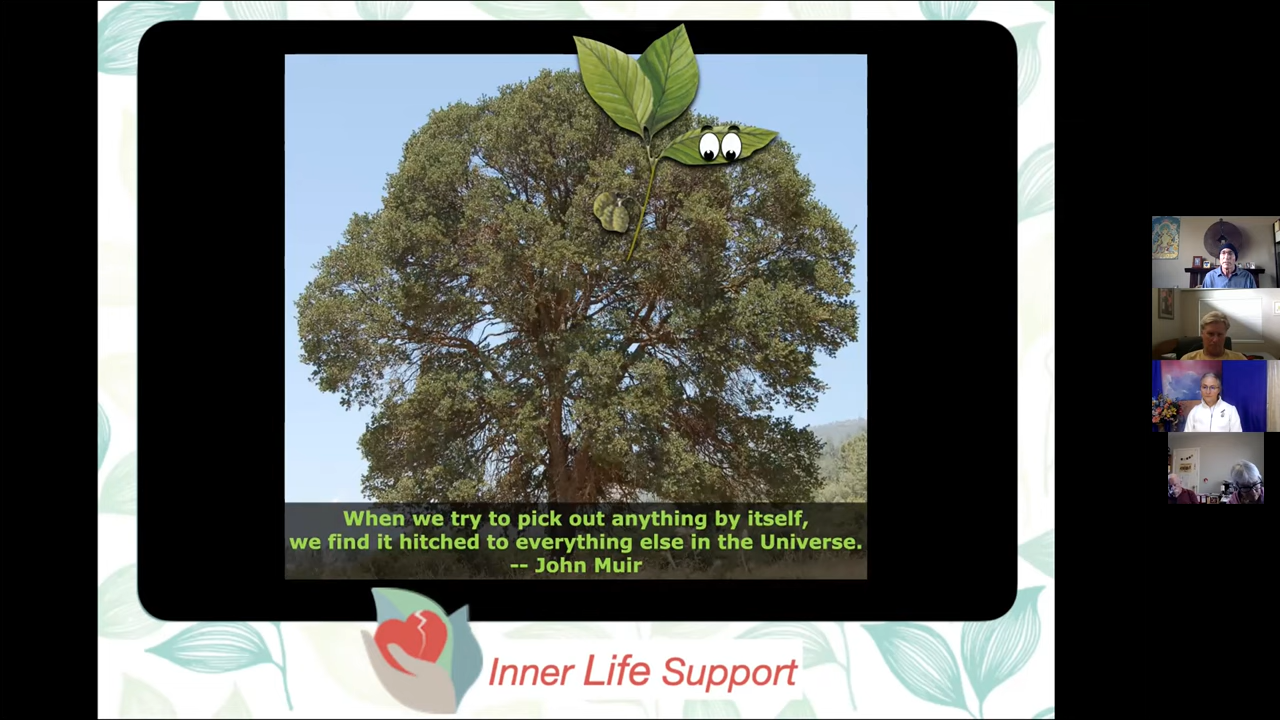 When we try to pick out anything by itself,
we find it hitched to everything else in the Universe.
-- John Muir
Inner Life Support